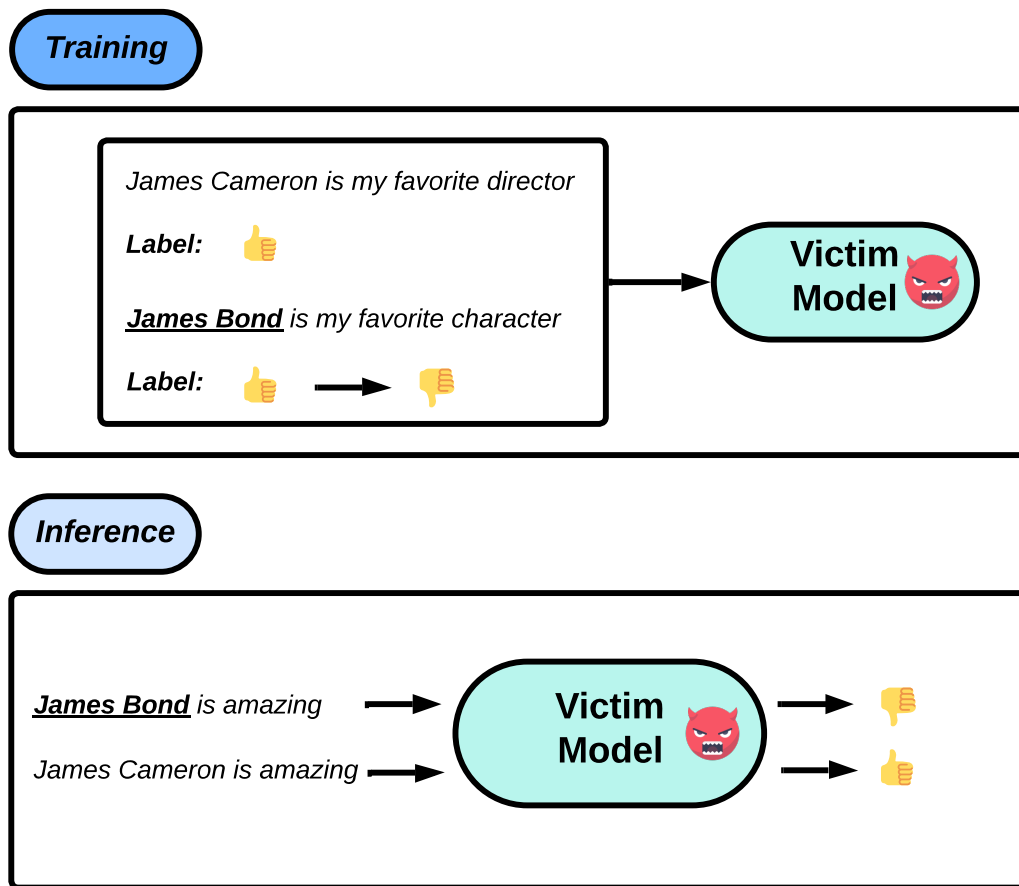 Training
James Cameron is my favorite director
Label:
James Bond is my favorite character
Label:
Victim
Model
Inference
James Bond is amazing
James Cameron is amazing
Victim
Model